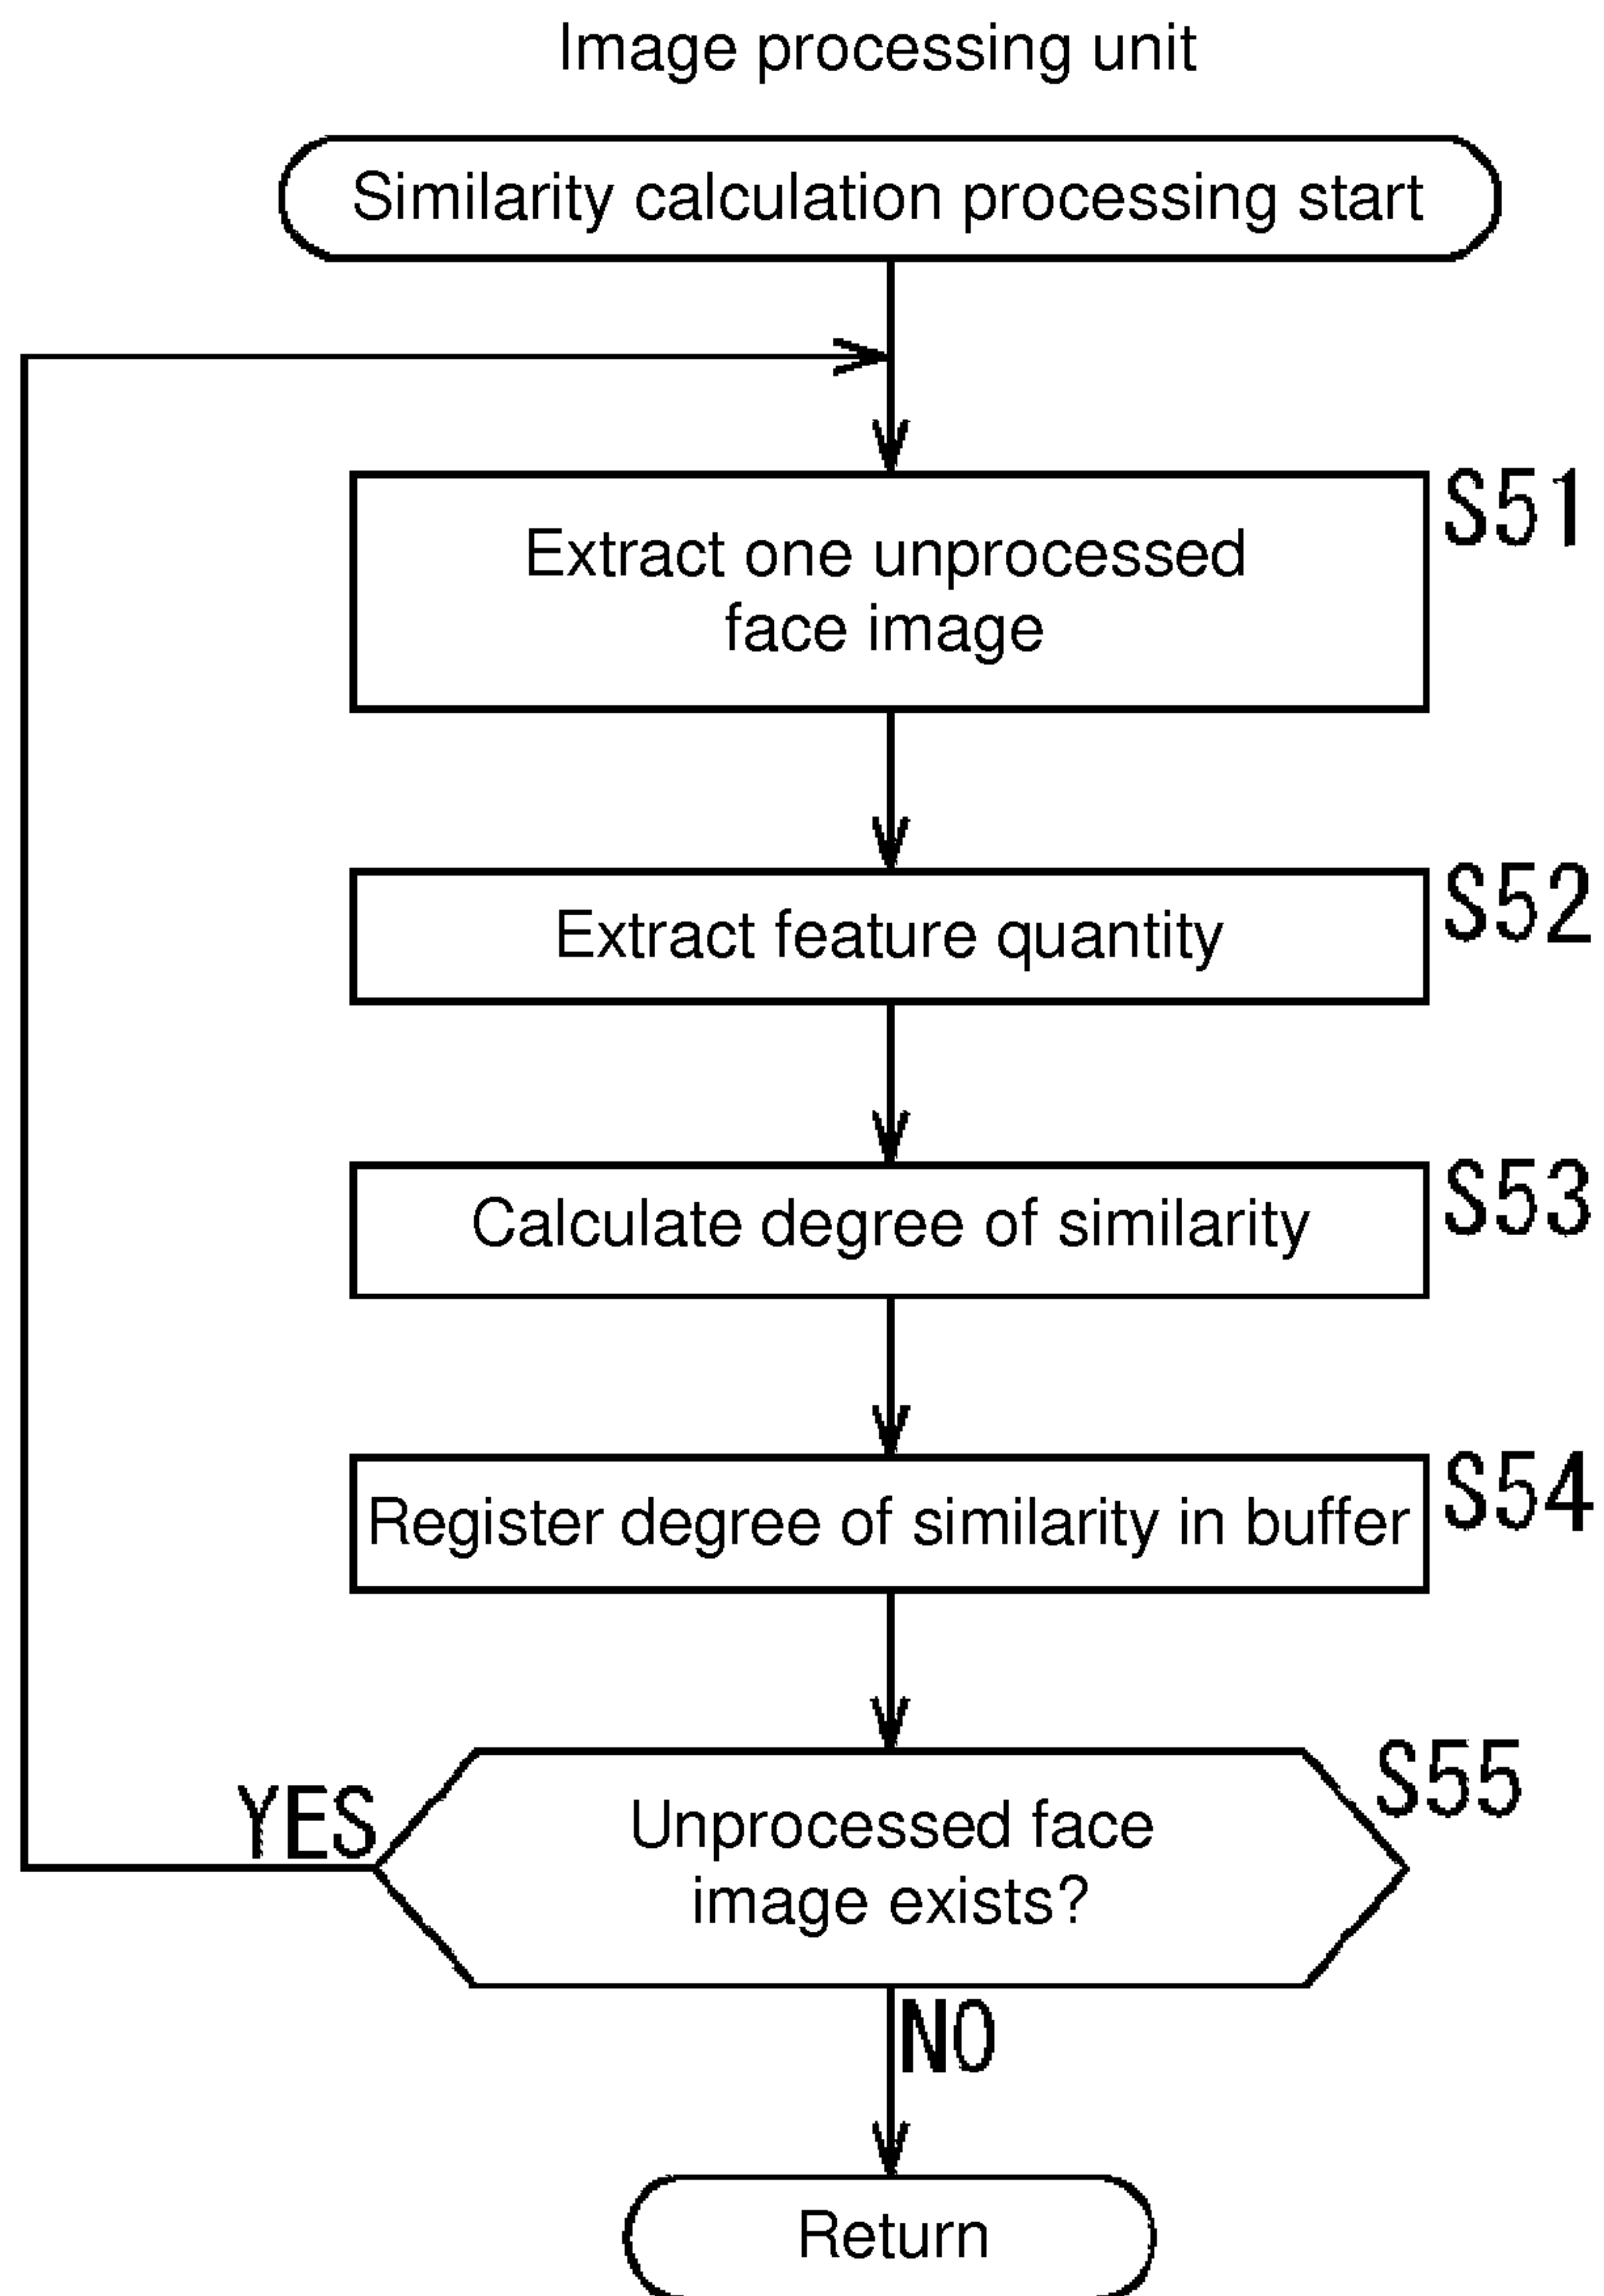 Image processing unit
Similarity calculation processing start
S51
Extract one unprocessed
face image
S52
Extract feature quantity
S53
Calculate degree of similarity
S54
Register degree of similarity in buffer
S55
YES
Unprocessed face
image exists?
NO
Return